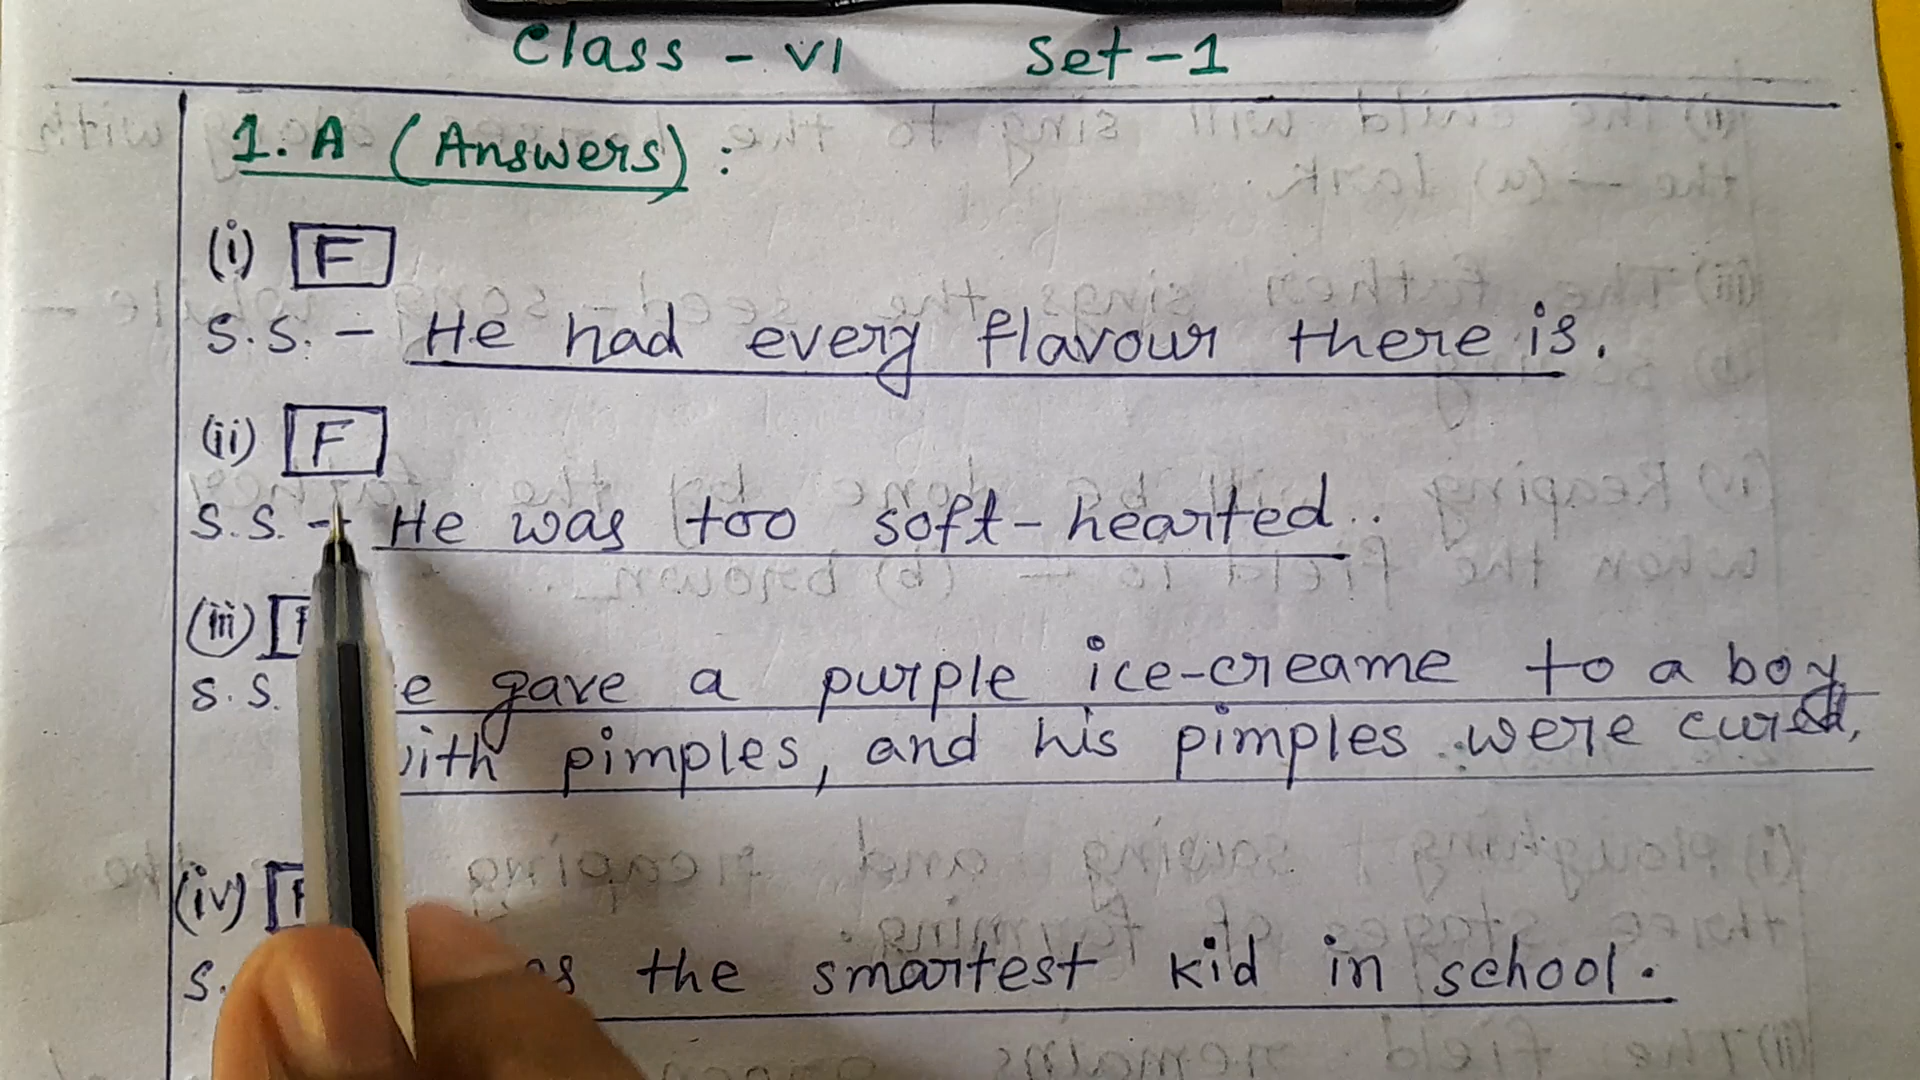 Class - VI Set-1
1. A (Answers) :
(i) F
S.S. - He had every flavour there is.
(ii) F
S.S. - He was too soft-hearted.
(iii)
S.S. gave a purple ice-creame to a boy
with pimples, and his pimples were cured.
(iv)
S. the smartest kid in school.